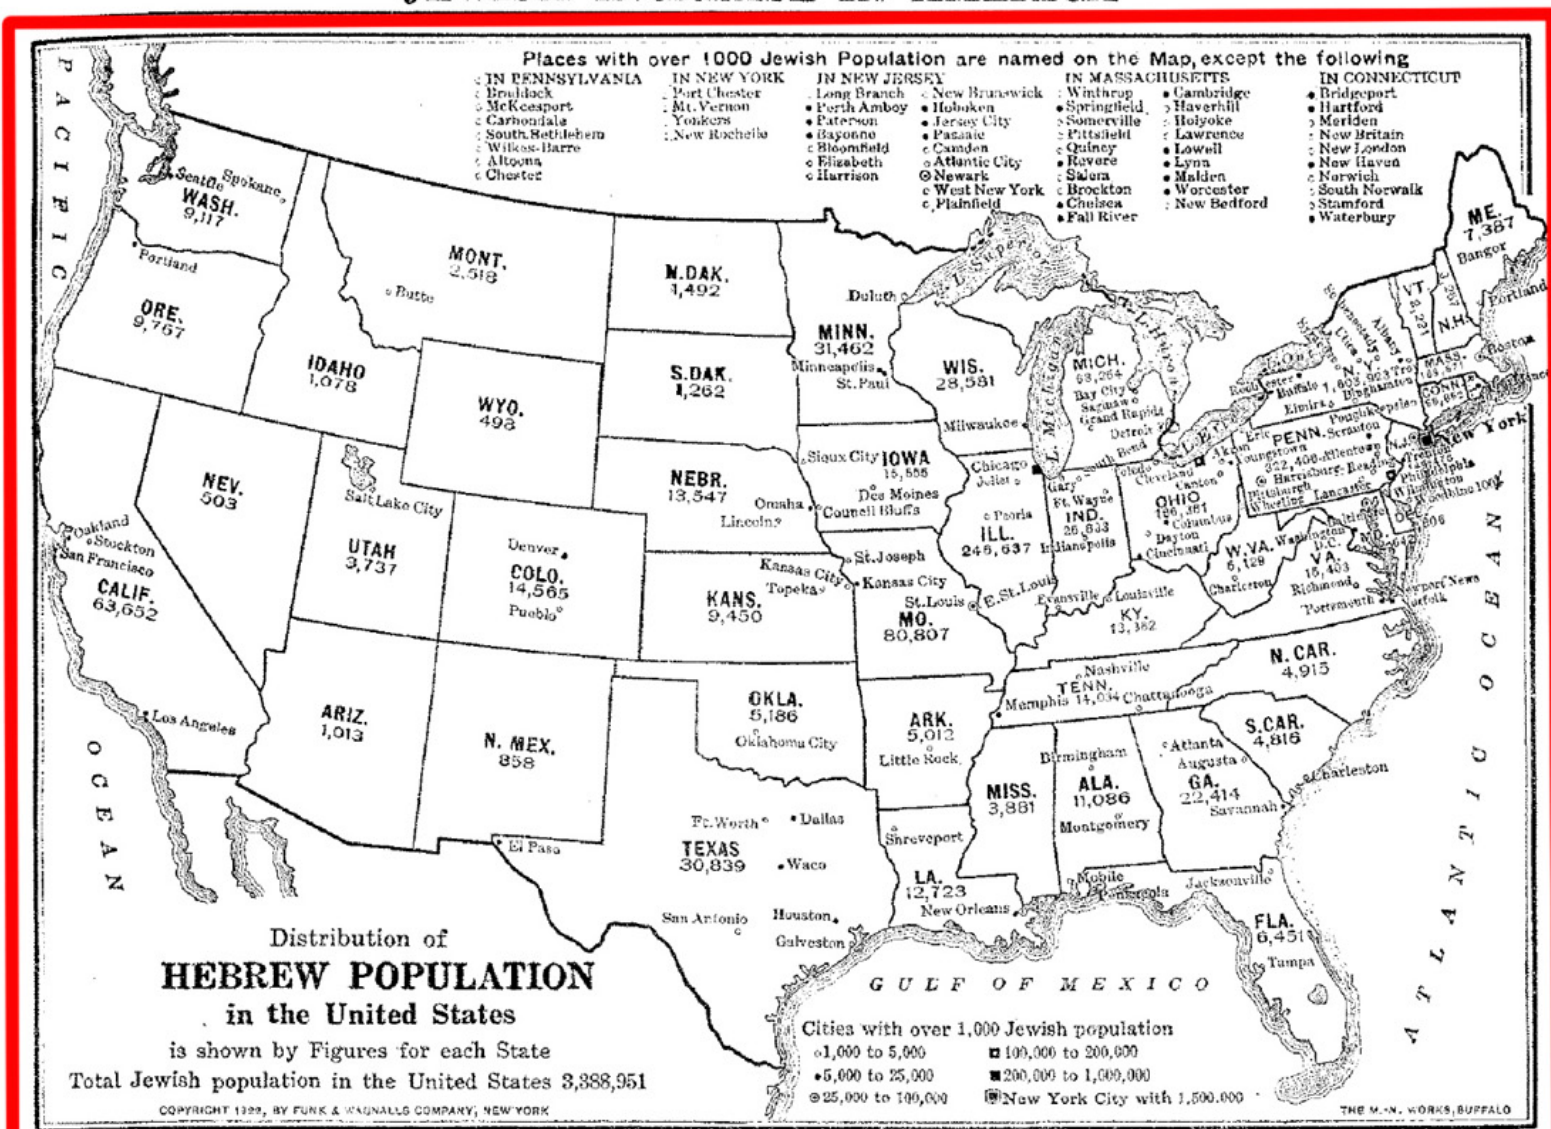 Places with over 1000 Jewish Population are named on the Map, except the following
IN PENNSYLVANIA
Braddock
McKeesport
Carbondale
South Bethlehem
Wilkes-Barre
Altoona
Chester
IN NEW YORK
Port Chester
Mt. Vernon
Yonkers
New Rochelle
IN NEW JERSEY
Long Branch
Perth Amboy
Paterson
Bayonne
Bloomfield
Elizabeth
Harrison
New Brunswick
Hoboken
Jersey City
Passaic
Camden
Atlantic City
Newark
West New York
Plainfield
IN MASSACHUSETTS
Winthrop
Springfield
Somerville
Pittsfield
Quincy
Revere
Salem
Brockton
Chelsea
Fall River
Cambridge
Haverhill
Holyoke
Lawrence
Lowell
Lynn
Malden
Worcester
New Bedford
IN CONNECTICUT
Bridgeport
Hartford
Meriden
New Britain
New London
New Haven
Norwich
South Norwalk
Stamford
Waterbury
PACIFIC
OCEAN
Seattle
Spokane
WASH.
9,117
Portland
ORE.
9,767
IDAHO
1,078
MONT.
2,518
Butte
WYO.
498
N.DAK.
1,492
S.DAK.
1,262
NEBR.
13,547
Omaha
Lincoln
NEV.
503
UTAH
3,737
Salt Lake City
Denver
COLO.
14,565
Pueblo
Oakland
Stockton
San Francisco
CALIF.
63,652
Los Angeles
ARIZ.
1,013
N. MEX.
858
KANS.
9,450
Kansas City
Topeka
OKLA.
5,186
Oklahoma City
Ft. Worth
Dallas
TEXAS
30,839
Waco
El Paso
San Antonio
Houston
Galveston
Duluth
MINN.
31,462
Minneapolis
St. Paul
Sioux City
IOWA
Des Moines
Council Bluffs
St. Joseph
Kansas City
St. Louis
MO.
80,807
ARK.
5,012
Little Rock
Shreveport
LA.
12,723
New Orleans
L. Superior
WIS.
28,581
Milwaukee
L. Michigan
L. Huron
MICH.
Bay City
Saginaw
Grand Rapids
Detroit
Chicago
Joliet
Peoria
ILL.
E. St. Louis
South Bend
Gary
Ft. Wayne
IND.
Indianapolis
Evansville
Toledo
Cleveland
Akron
Canton
OHIO
Columbus
Dayton
Cincinnati
Louisville
KY.
13,362
Nashville
TENN.
Memphis 14,034 Chattanooga
MISS.
3,881
Birmingham
ALA.
11,086
Montgomery
Mobile
Pensacola
Atlanta
Augusta
GA.
22,414
Savannah
Jacksonville
FLA.
6,451
Tampa
S.CAR.
4,816
Charleston
N. CAR.
4,915
W.VA.
Charleton
Washington
D.C.
VA.
Richmond
Portsmouth
Newport News
Norfolk
MD.
DEL.
Baltimore
L. Erie
L. Ont.
Erie
Youngstown
PENN.
Scranton
Allentown
Harrisburg
Reading
Pittsburgh
Wheeling
Lancaster
N.J.
Trenton
Philadelphia
Wilmington
Woodbine
Rochester
Buffalo
Elmira
Binghamton
Poughkeepsie
Schenectady
Utica
Albany
Troy
N.Y.
New York
CONN.
MASS.
Boston
VT.
N.H.
ME.
7,387
Bangor
Portland
ATLANTIC OCEAN
GULF OF MEXICO
Distribution of
HEBREW POPULATION
in the United States
is shown by Figures for each State
Total Jewish population in the United States 3,388,951
COPYRIGHT 1922, BY FUNK & WAGNALLS COMPANY, NEW YORK
Cities with over 1,000 Jewish population
1,000 to 5,000
5,000 to 25,000
25,000 to 100,000
100,000 to 200,000
200,000 to 1,000,000
New York City with 1,500,000
THE M.-N. WORKS, BUFFALO